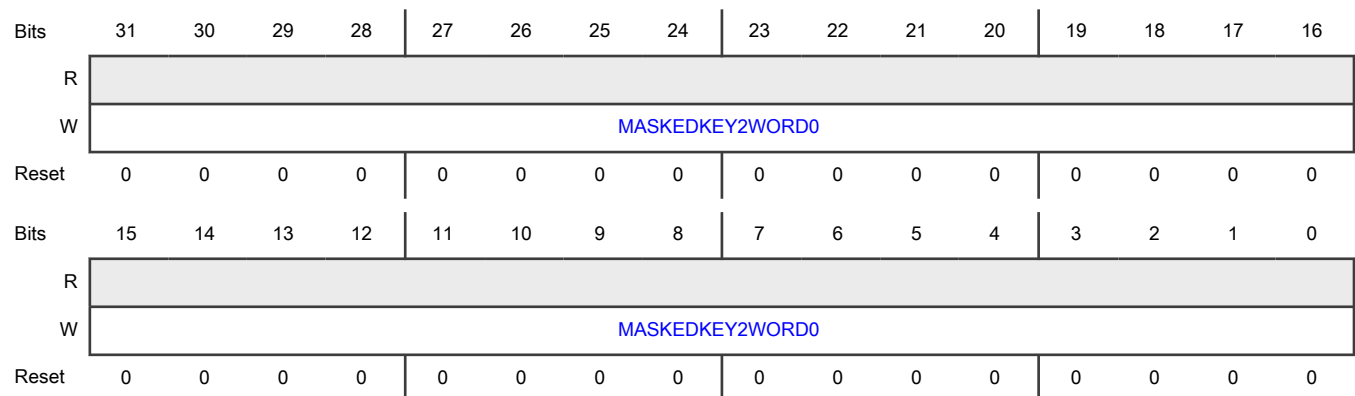 Bits 31 30 29 28 27 26 25 24 23 22 21 20 19 18 17 16
R
W MASKEDKEY2WORD0
Reset 0 0 0 0 0 0 0 0 0 0 0 0 0 0 0 0
Bits 15 14 13 12 11 10 9 8 7 6 5 4 3 2 1 0
R
W MASKEDKEY2WORD0
Reset 0 0 0 0 0 0 0 0 0 0 0 0 0 0 0 0